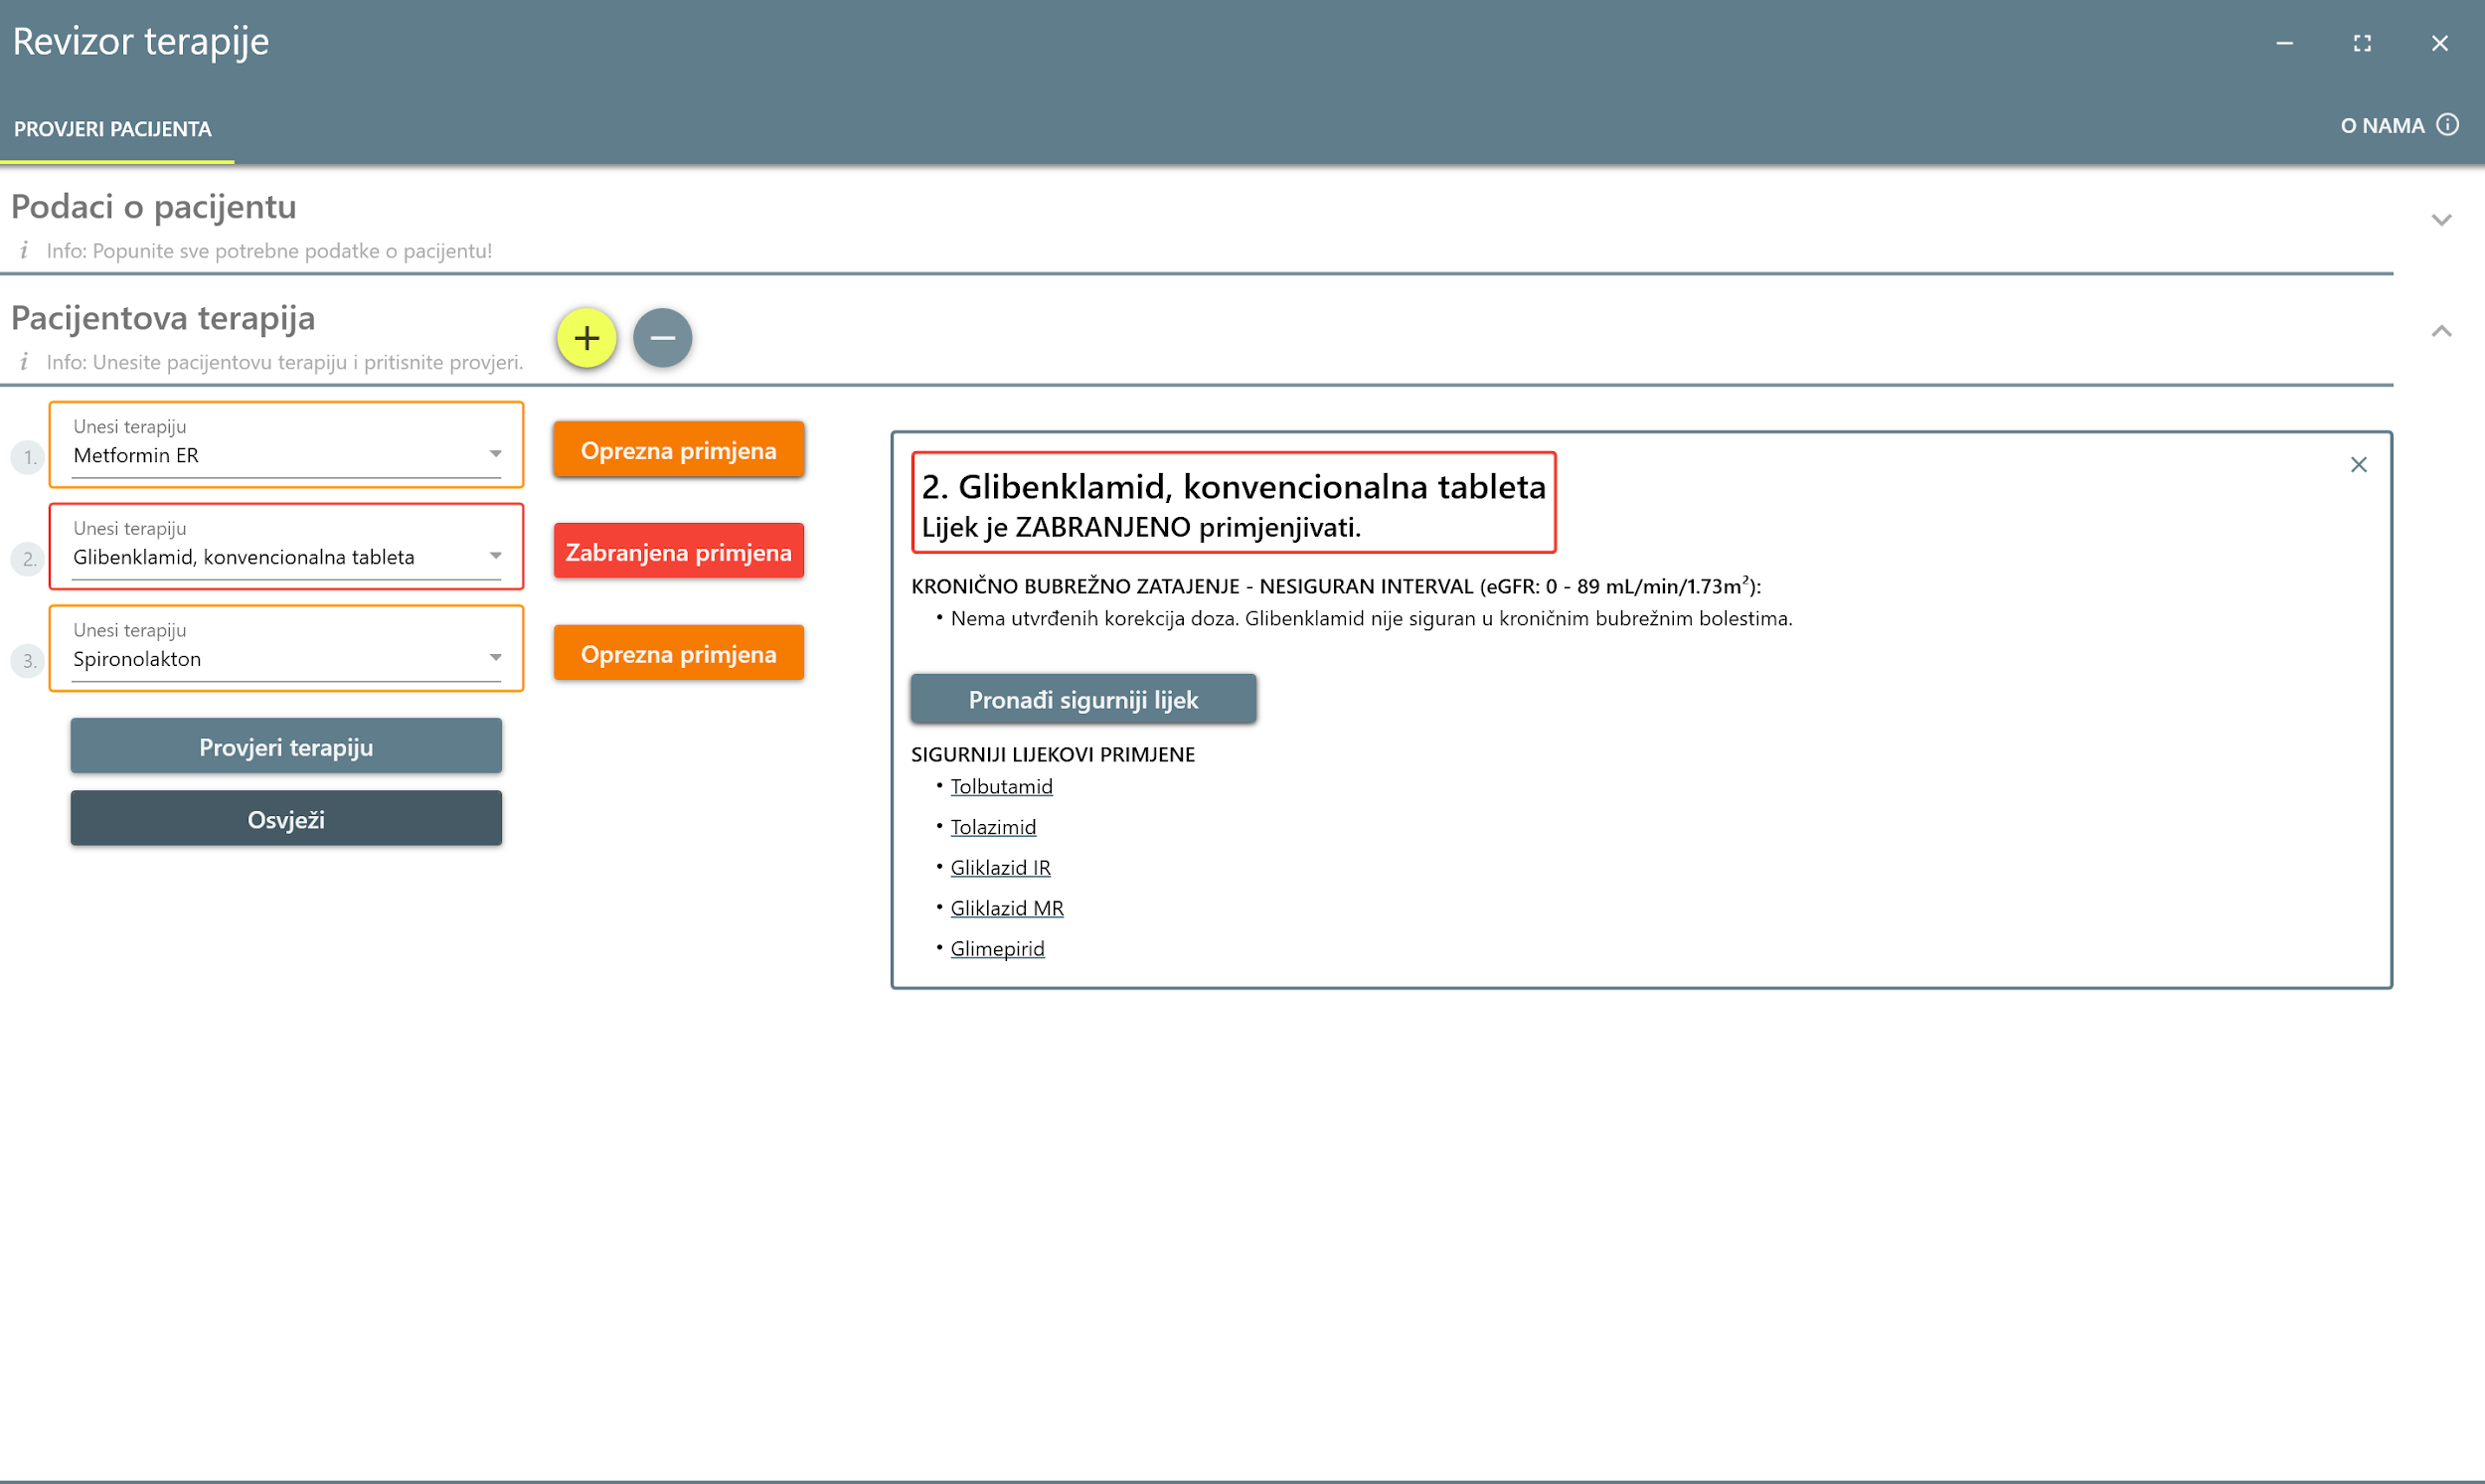 Revizor terapije
PROVJERI PACIJENTA
O NAMA
Podaci o pacijentu
i Info: Popunite sve potrebne podatke o pacijentu!
Pacijentova terapija
i Info: Unesite pacijentovu terapiju i pritisnite provjeri.
1.
Unesi terapiju
Metformin ER
Oprezna primjena
2.
Unesi terapiju
Glibenklamid, konvencionalna tableta
Zabranjena primjena
3.
Unesi terapiju
Spironolakton
Oprezna primjena
Provjeri terapiju
Osvježi
2. Glibenklamid, konvencionalna tableta
Lijek je ZABRANJENO primjenjivati.
KRONIČNO BUBREŽNO ZATAJENJE - NESIGURAN INTERVAL (eGFR: 0 - 89 mL/min/1.73m²):
• Nema utvrđenih korekcija doza. Glibenklamid nije siguran u kroničnim bubrežnim bolestima.
Pronađi sigurniji lijek
SIGURNIJI LIJEKOVI PRIMJENE
• Tolbutamid
• Tolazimid
• Gliklazid IR
• Gliklazid MR
• Glimepirid